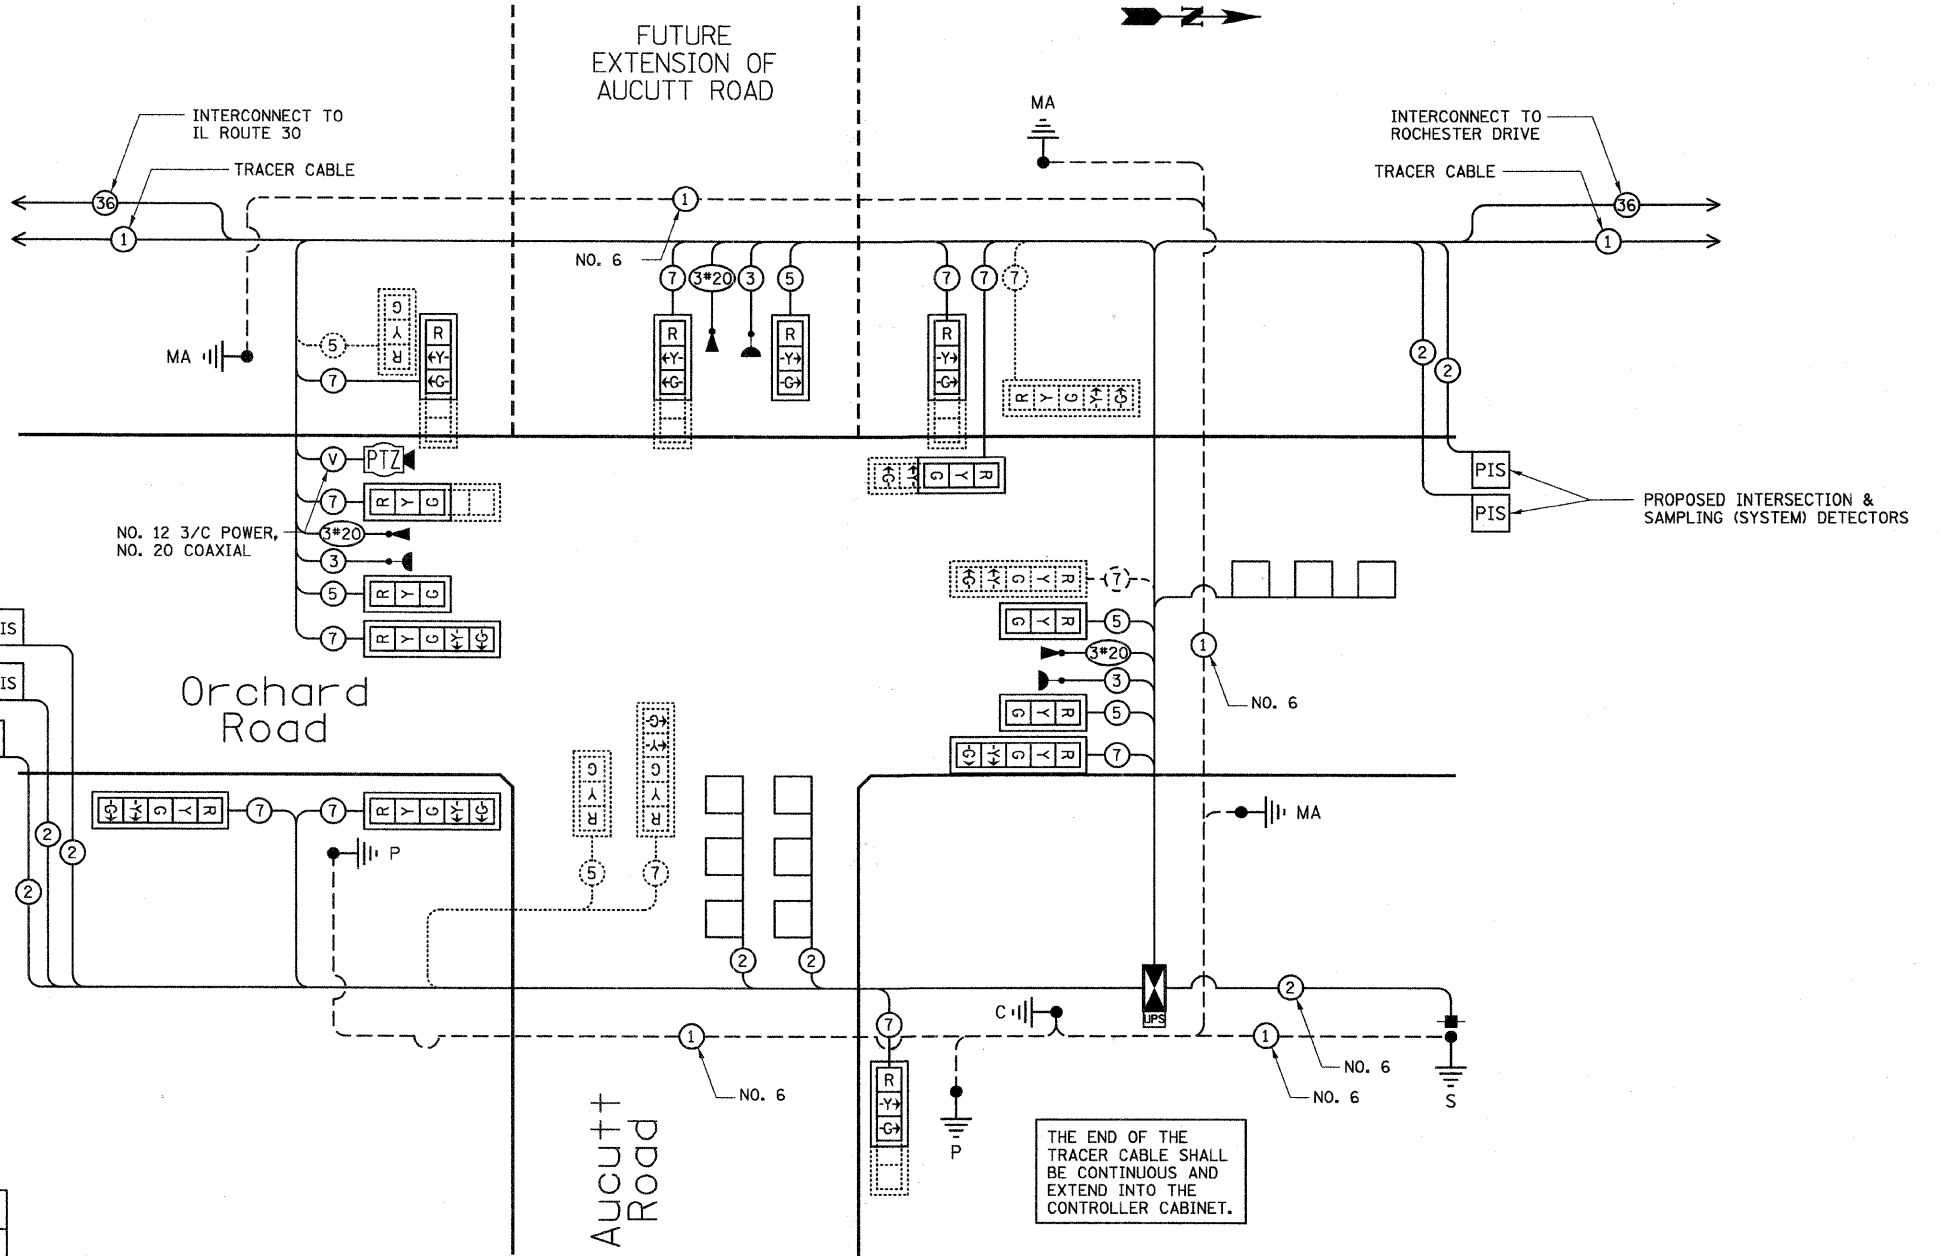 N
FUTURE
EXTENSION OF
AUCUTT ROAD
MA
INTERCONNECT TO
IL ROUTE 30
TRACER CABLE
INTERCONNECT TO
ROCHESTER DRIVE
TRACER CABLE
36
1
1
36
1
NO. 6
7
3#20
3
5
7
7
7
MA
5
G
Y
R
7
R
Y
G
R
Y
G
R
Y
G
R
Y
G
R Y G Y G
2
2
V
PTZ
G Y G Y R
7
R Y G
NO. 12 3/C POWER,
NO. 20 COAXIAL
3#20
3
5
R Y G
7
R Y G Y G
PIS
PIS
PROPOSED INTERSECTION &
SAMPLING (SYSTEM) DETECTORS
G Y G Y R
7
G Y R
5
3#20
3
G Y R
5
G Y G Y R
7
1
NO. 6
IS
IS
Orchard
Road
G
Y
G
Y
R
G
Y
R
5
7
G Y G Y R
7
7
R Y G Y G
P
2
2
2
MA
2
2
UPS
2
C
7
1
NO. 6
1
NO. 6
NO. 6
R
Y
G
P
S
Aucutt
Road
THE END OF THE
TRACER CABLE SHALL
BE CONTINUOUS AND
EXTEND INTO THE
CONTROLLER CABINET.